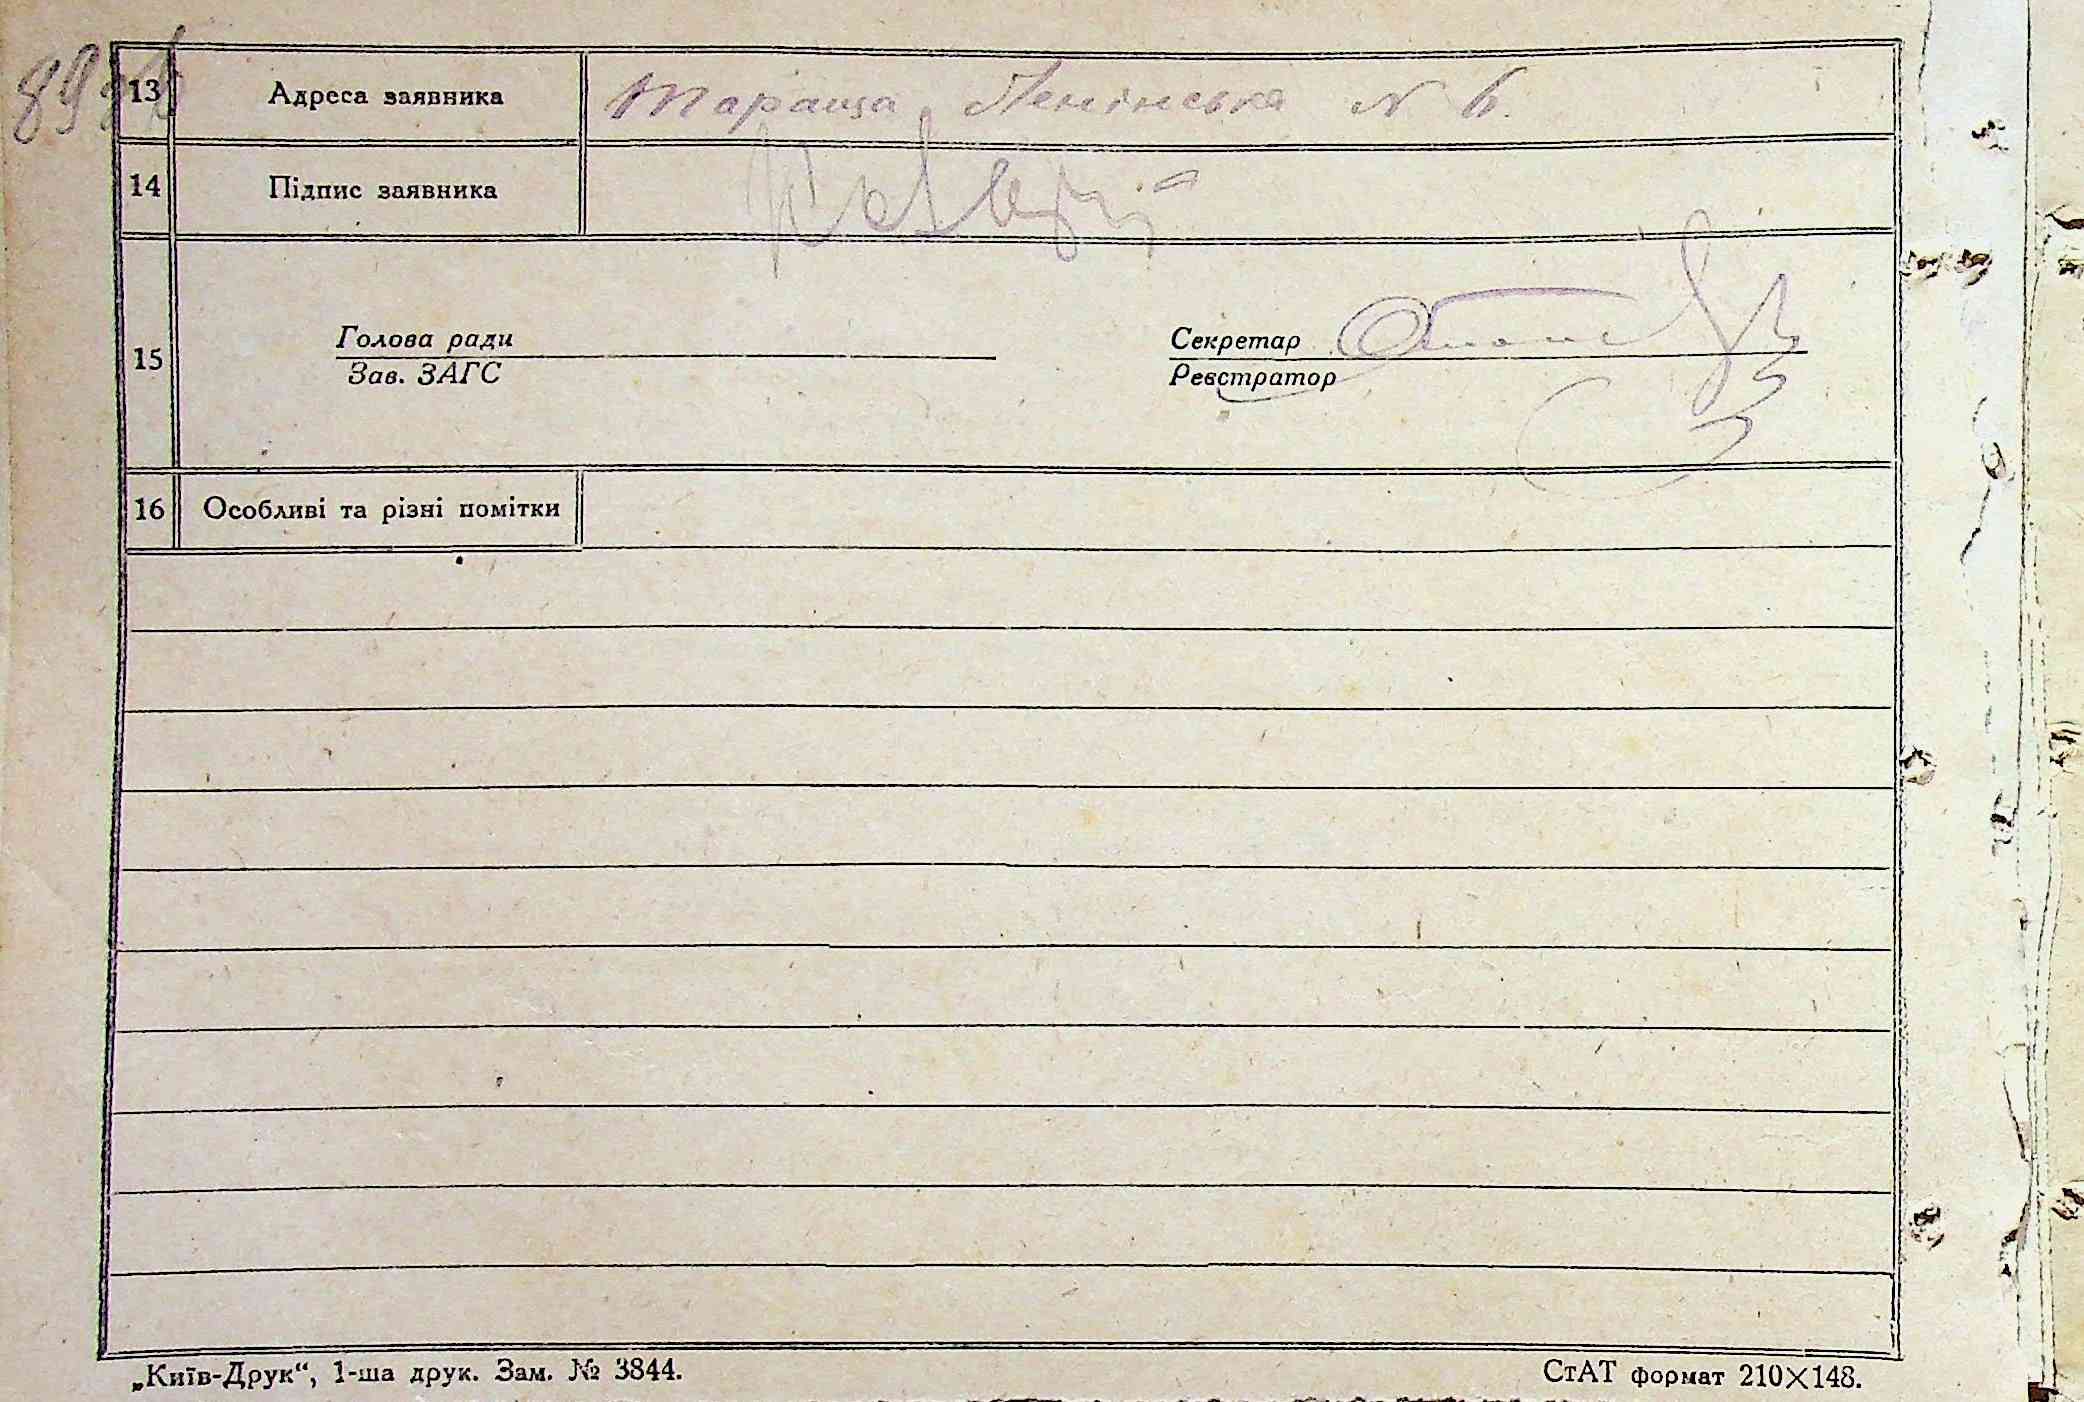 13 Адреса заявника Тараща Ленінська N 6.
14 Підпис заявника
Голова ради Секретар
15
Зав. ЗАГС Реєстратор
16 Особливі та різні помітки
„Київ-Друк“, 1-ша друк. Зам. № 3844. СтАТ формат 210×148.